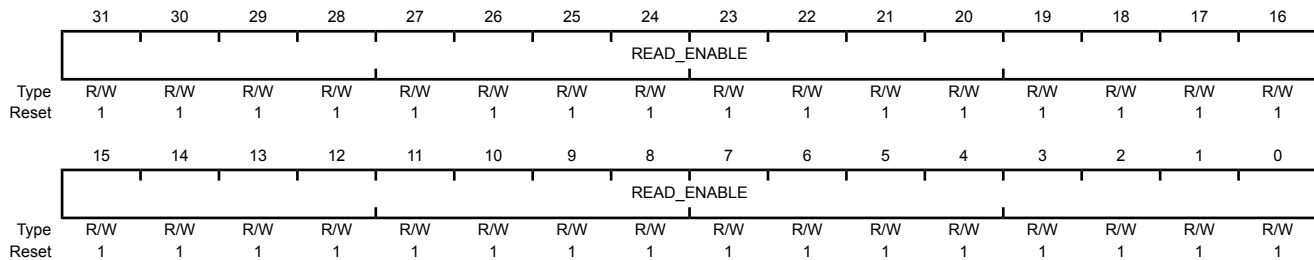 31 30 29 28 27 26 25 24 23 22 21 20 19 18 17 16
READ_ENABLE
Type R/W R/W R/W R/W R/W R/W R/W R/W R/W R/W R/W R/W R/W R/W R/W R/W
Reset 1 1 1 1 1 1 1 1 1 1 1 1 1 1 1 1
15 14 13 12 11 10 9 8 7 6 5 4 3 2 1 0
READ_ENABLE
Type R/W R/W R/W R/W R/W R/W R/W R/W R/W R/W R/W R/W R/W R/W R/W R/W
Reset 1 1 1 1 1 1 1 1 1 1 1 1 1 1 1 1